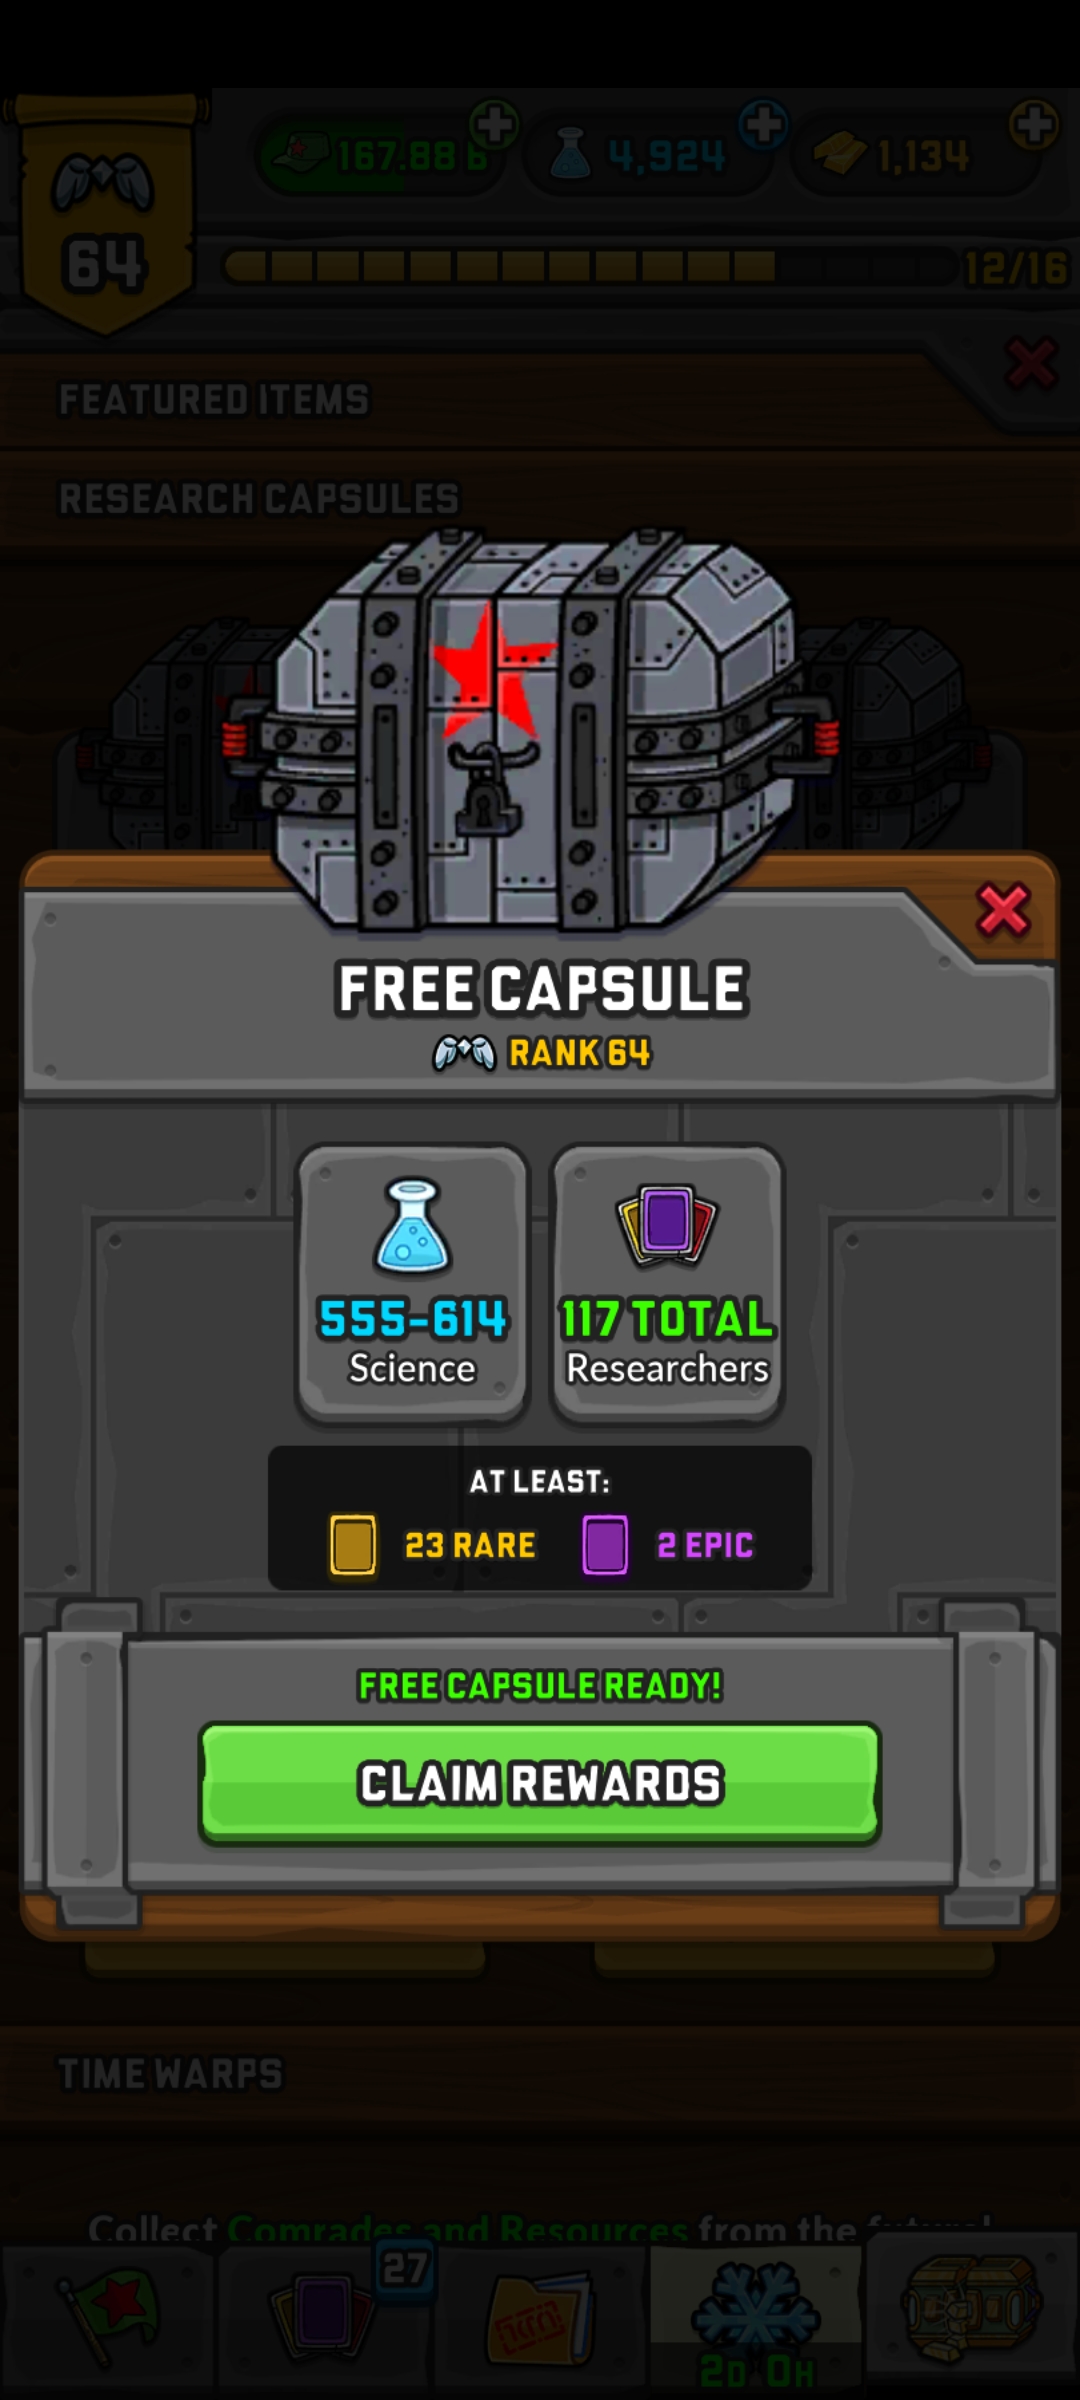 167.88 b
4,924
1,134
64
12/16
FEATURED ITEMS
RESEARCH CAPSULES
FREE CAPSULE
RANK 64
555-614
Science
117 TOTAL
Researchers
AT LEAST:
23 RARE
2 EPIC
FREE CAPSULE READY!
CLAIM REWARDS
TIME WARPS
Collect Comrades and Resources from the future!
27
2D 0H